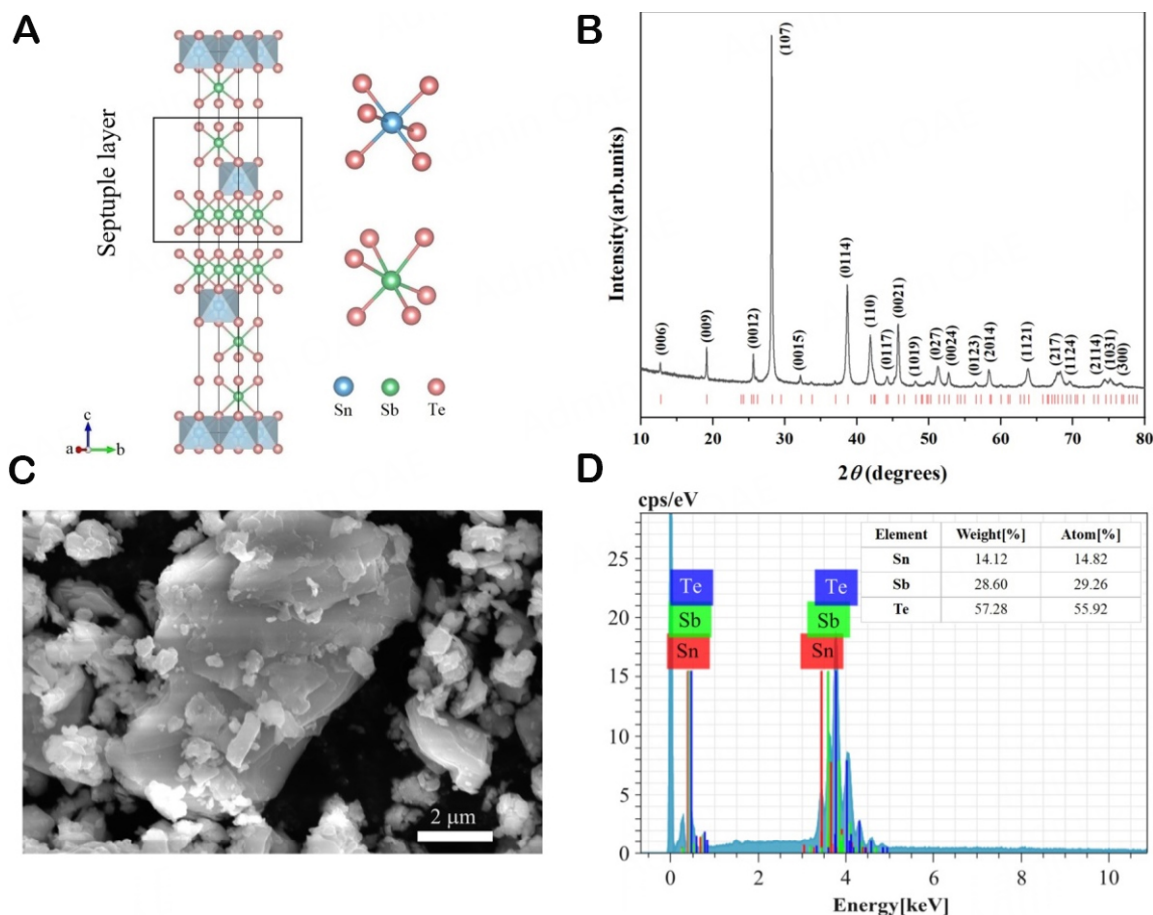 A
Septuple layer
Sn Sb Te
c
a b
B
Intensity(arb.units)
(006)
(009)
(0012)
(107)
(0015)
(0114)
(110)
(0117)
(0021)
(1019)
(027)
(0024)
(0123)
(2014)
(1121)
(217)
(1124)
(2114)
(1031)
(300)
10 20 30 40 50 60 70 80
2θ (degrees)
C
2 μm
D
cps/eV
Element Weight[%] Atom[%]
Sn 14.12 14.82
Sb 28.60 29.26
Te 57.28 55.92
25
20
15
10
5
0
Te Te
Sb Sb
Sn Sn
0 2 4 6 8 10
Energy[keV]